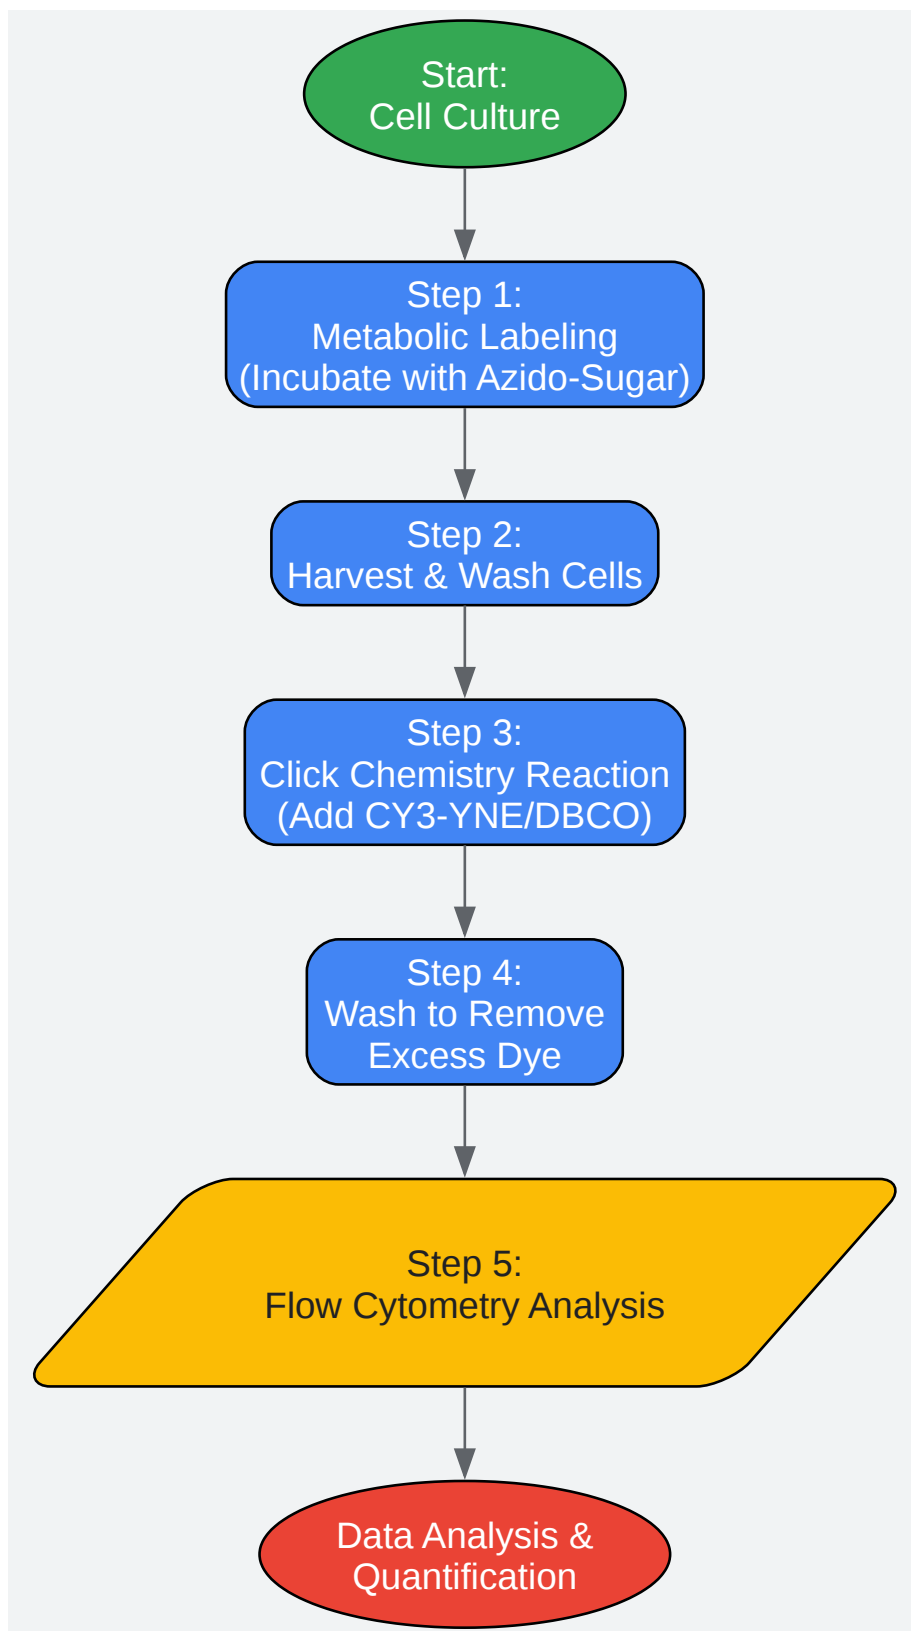 Start:
Cell Culture
Step 1:
Metabolic Labeling
(Incubate with Azido-Sugar)
Step 2:
Harvest & Wash Cells
Step 3:
Click Chemistry Reaction
(Add CY3-YNE/DBCO)
Step 4:
Wash to Remove
Excess Dye
Step 5:
Flow Cytometry Analysis
Data Analysis &
Quantification